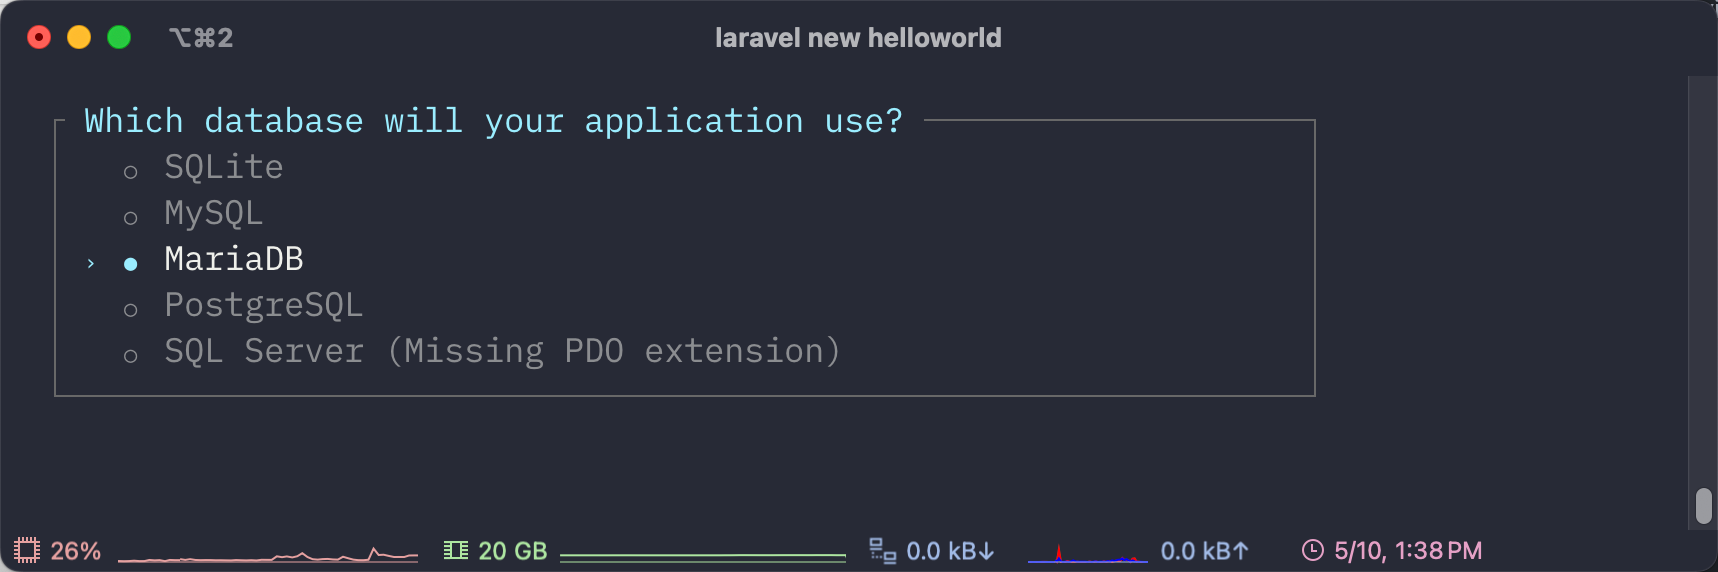 ⌥⌘2 laravel new helloworld
Which database will your application use?
○ SQLite
○ MySQL
› ● MariaDB
○ PostgreSQL
○ SQL Server (Missing PDO extension)
26% 20 GB 0.0 kB↓ 0.0 kB↑ 5/10, 1:38 PM